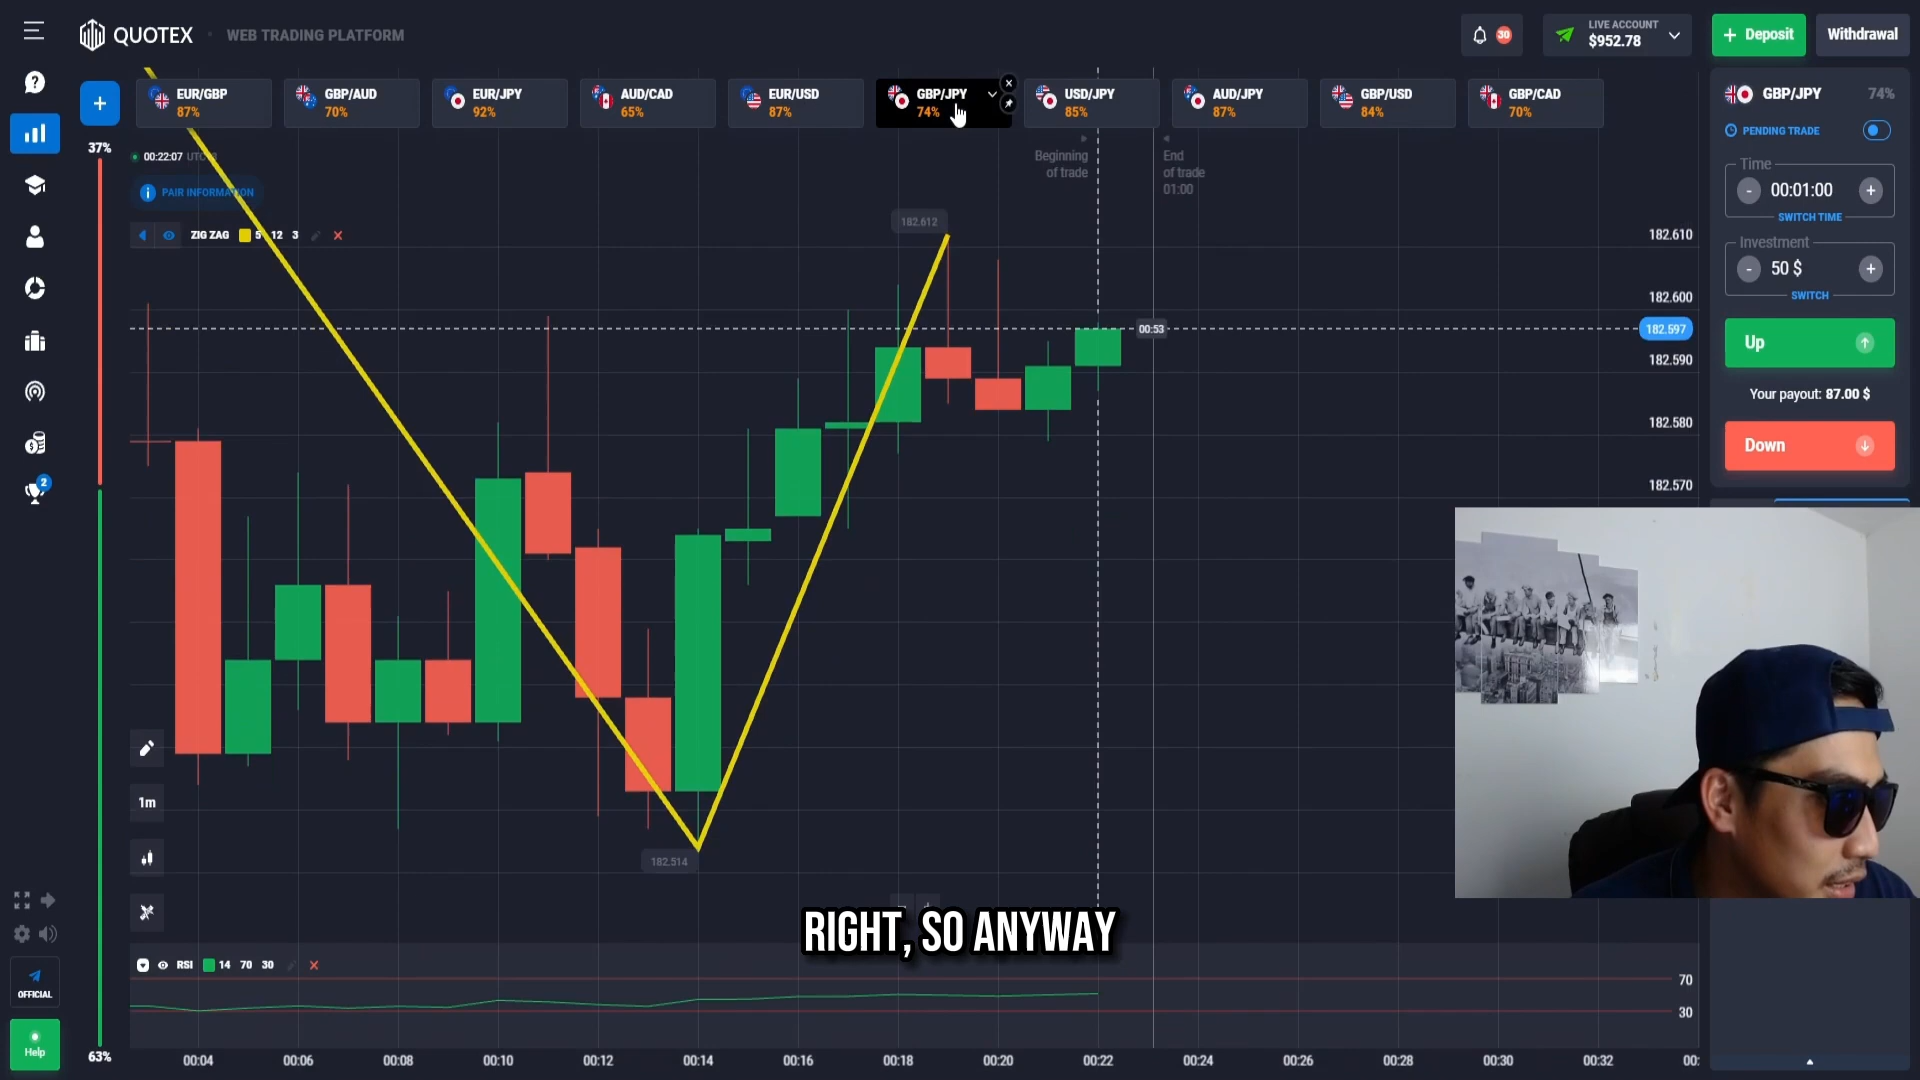 QUOTEX
WEB TRADING PLATFORM
30
LIVE ACCOUNT
$952.78
+ Deposit
Withdrawal
EUR/GBP
87%
GBP/AUD
70%
EUR/JPY
92%
AUD/CAD
65%
EUR/USD
87%
GBP/JPY
74%
USD/JPY
85%
AUD/JPY
87%
GBP/USD
84%
GBP/CAD
70%
37%
00:22:07
PAIR INFORMATION
ZIG ZAG 5 12 3
Beginning
of trade
End
of trade
01:00
182.612
182.514
00:53
182.610
182.600
182.597
182.590
182.580
182.570
GBP/JPY 74%
PENDING TRADE
Time
- 00:01:00 +
SWITCH TIME
Investment
- 50 $ +
SWITCH
Up
Your payout: 87.00 $
Down
2
1m
RIGHT, SO ANYWAY
RSI 14 70 30
70
30
OFFICIAL
Help
63%
00:04 00:06 00:08 00:10 00:12 00:14 00:16 00:18 00:20 00:22 00:24 00:26 00:28 00:30 00:32 00: